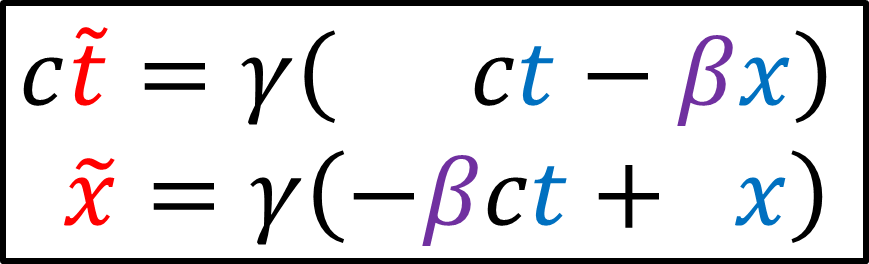 ct̃ = γ( ct − βx)
x̃ = γ(−βct + x)